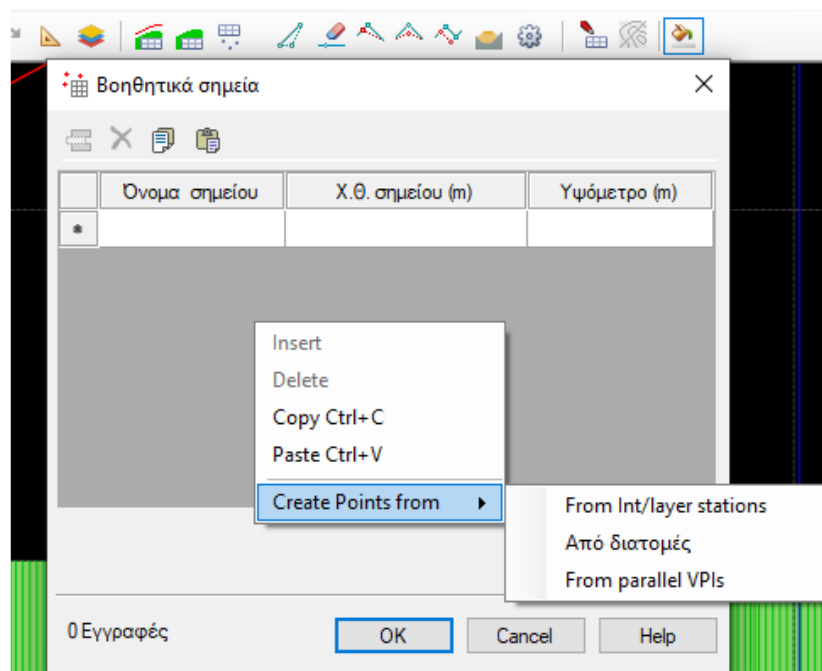 Βοηθητικά σημεία
Όνομα σημείου Χ.Θ. σημείου (m) Υψόμετρο (m)
Insert
Delete
Copy Ctrl+C
Paste Ctrl+V
Create Points from
From Int/layer stations
Από διατομές
From parallel VPIs
0 Εγγραφές OK Cancel Help